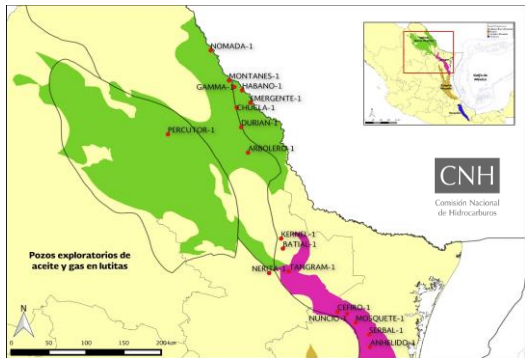 NOMADA-1
MONTANES-1
GAMMA-1
HABANO-1
EMERGENTE-1
CHUCLA-1
DURIAN-1
PERCUTOR-1
ARBOLERO-1
Golfo de
México
CNH
Comisión Nacional
de Hidrocarburos
KERNEL-1
BATIAL-1
Pozos exploratorios de
aceite y gas en lutitas
NERITA-1
TANGRAM-1
CEFIRO-1
NUNCIO-1
MOSQUETE-1
SERBAL-1
ANHELIDO-1
N
0 50 100 150 200 km